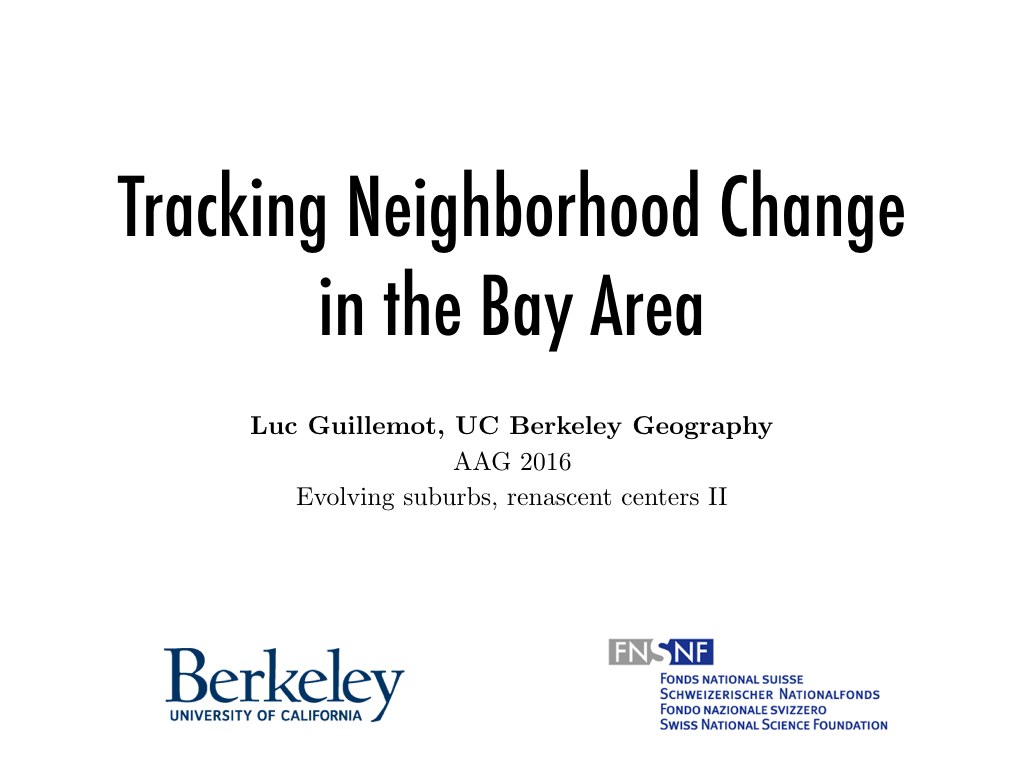 Tracking Neighborhood Change
in the Bay Area
Luc Guillemot, UC Berkeley Geography
AAG 2016
Evolving suburbs, renascent centers II
Berkeley
UNIVERSITY OF CALIFORNIA
FNSNF
FONDS NATIONAL SUISSE
SCHWEIZERISCHER NATIONALFONDS
FONDO NAZIONALE SVIZZERO
SWISS NATIONAL SCIENCE FOUNDATION